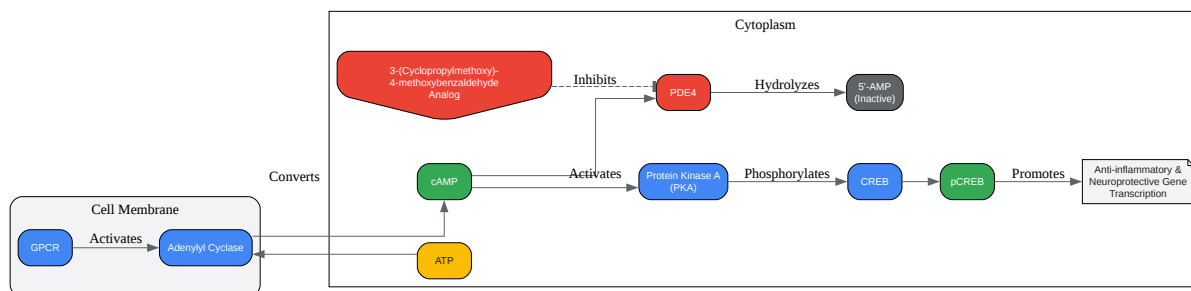 Cytoplasm
3-(Cyclopropylmethoxy)-
4-methoxybenzaldehyde
Analog
Inhibits
PDE4
Hydrolyzes
5'-AMP
(Inactive)
Converts
cAMP
Activates
Protein Kinase A
(PKA)
Phosphorylates
CREB
pCREB
Promotes
Anti-inflammatory &
Neuroprotective Gene
Transcription
Cell Membrane
GPCR
Activates
Adenylyl Cyclase
ATP